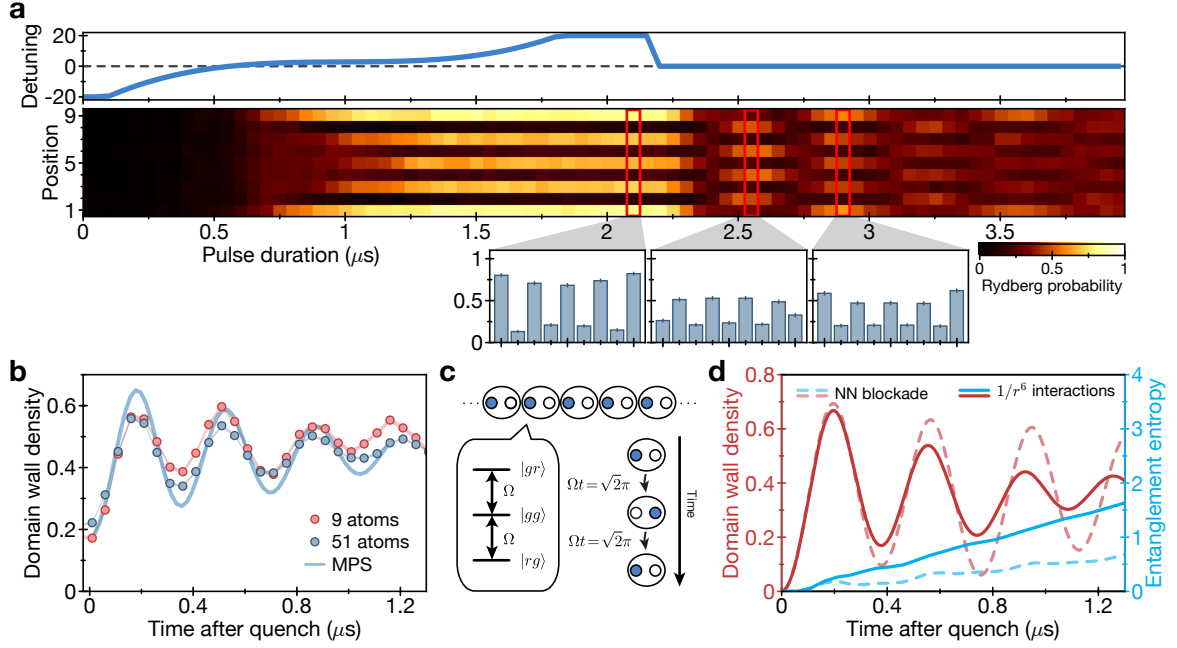 a
Detuning
20
0
-20
Position
9
5
1
0
0.5
1
1.5
2
2.5
3
3.5
Pulse duration (μs)
1
0.5
0
0
0.5
1
Rydberg probability
b
Domain wall density
0.6
0.4
0.2
0
9 atoms
51 atoms
MPS
0
0.4
0.8
1.2
Time after quench (μs)
c
··· ···
|gr⟩
Ω
|gg⟩
Ω
|rg⟩
Ωt=√2π
Ωt=√2π
Time
d
Domain wall density
0.8
0.6
0.4
0.2
0
NN blockade
1/r⁶ interactions
4
3
2
1
0
Entanglement entropy
0
0.4
0.8
1.2
Time after quench (μs)